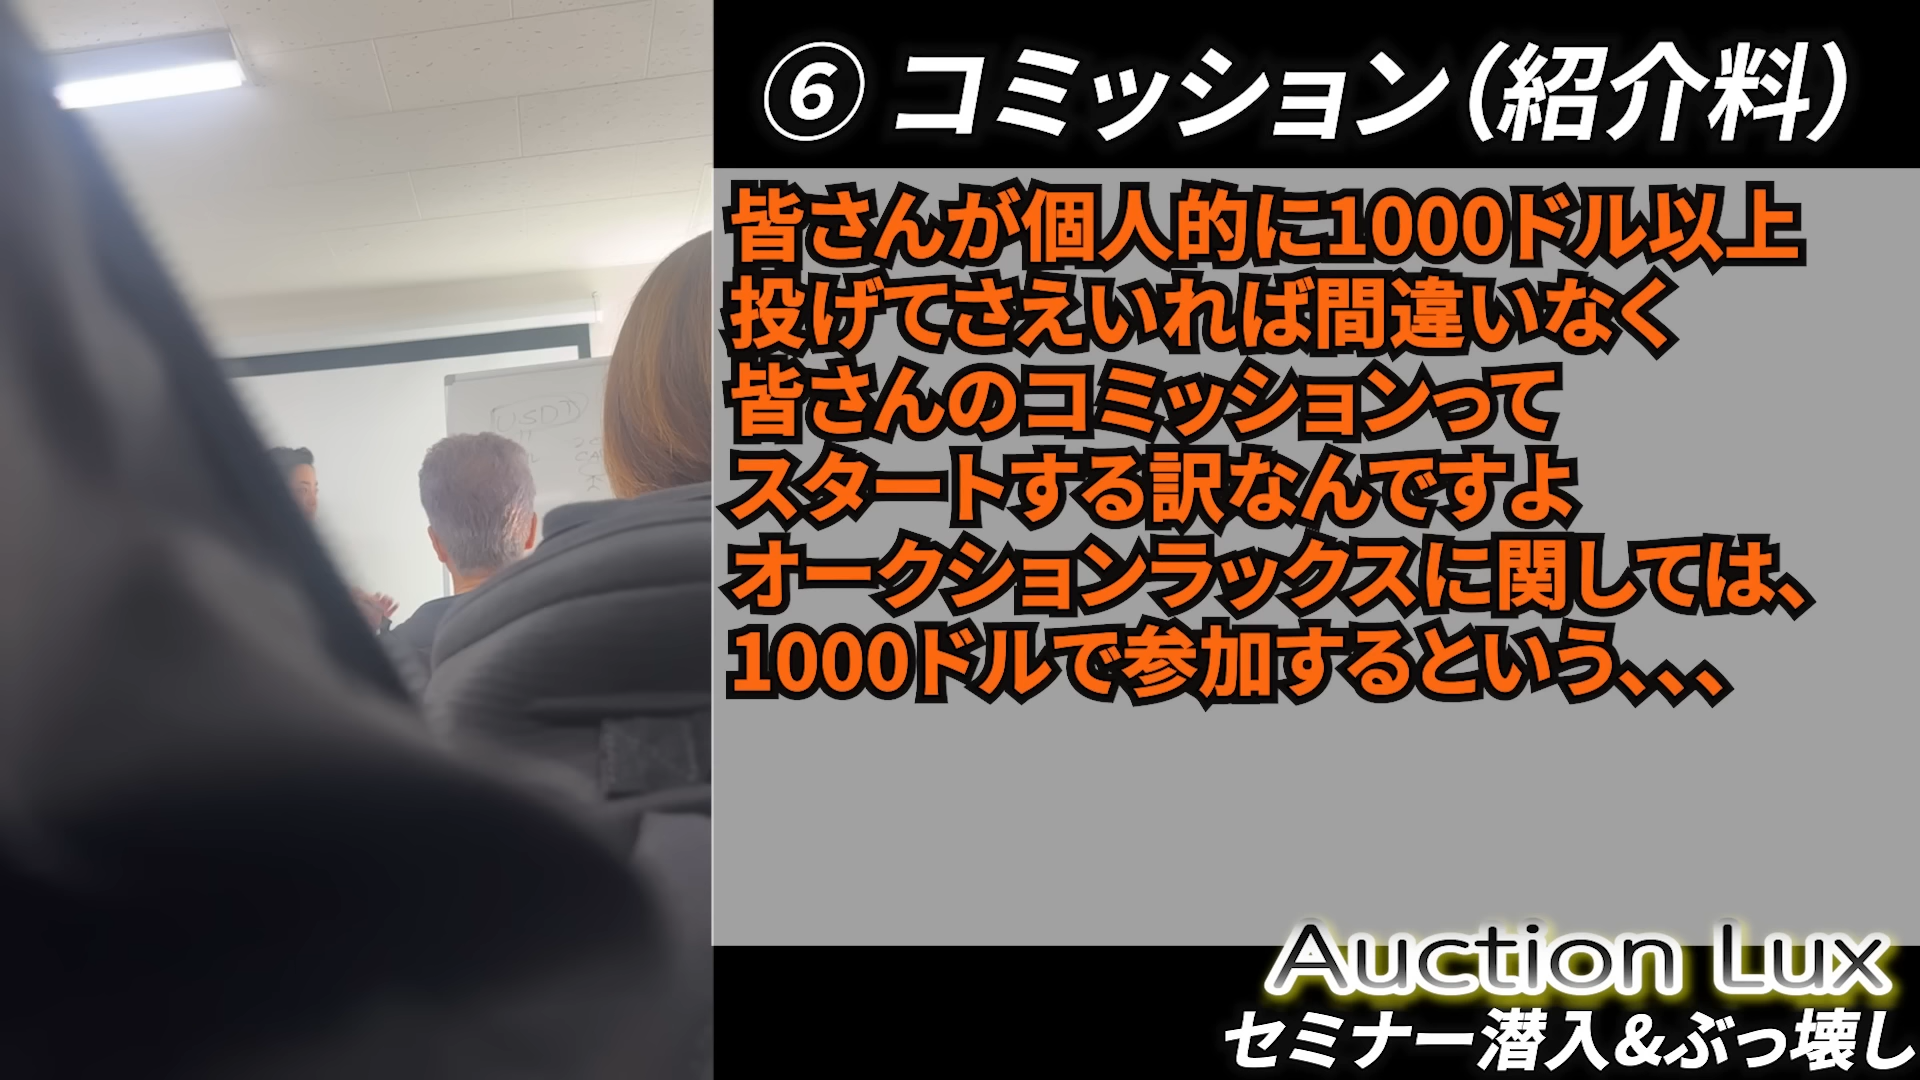 ⑥ コミッション（紹介料）
皆さんが個人的に1000ドル以上
投げてさえいれば間違いなく
皆さんのコミッションって
スタートする訳なんですよ
オークションラックスに関しては、
1000ドルで参加するという、、、
USDT
Auction Lux
セミナー潜入&ぶっ壊し